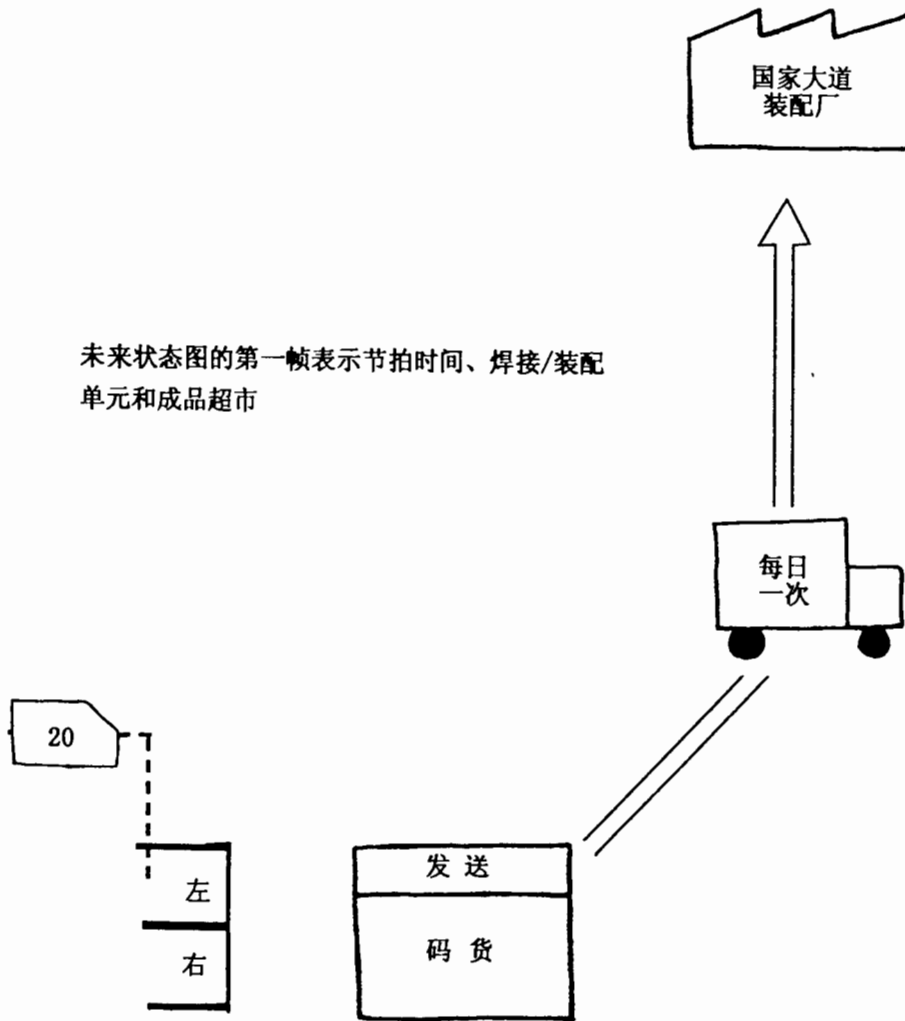 国家大道
装配厂
未来状态图的第一帧表示节拍时间、焊接/装配
单元和成品超市
每日
一次
20
左
右
发送
码货